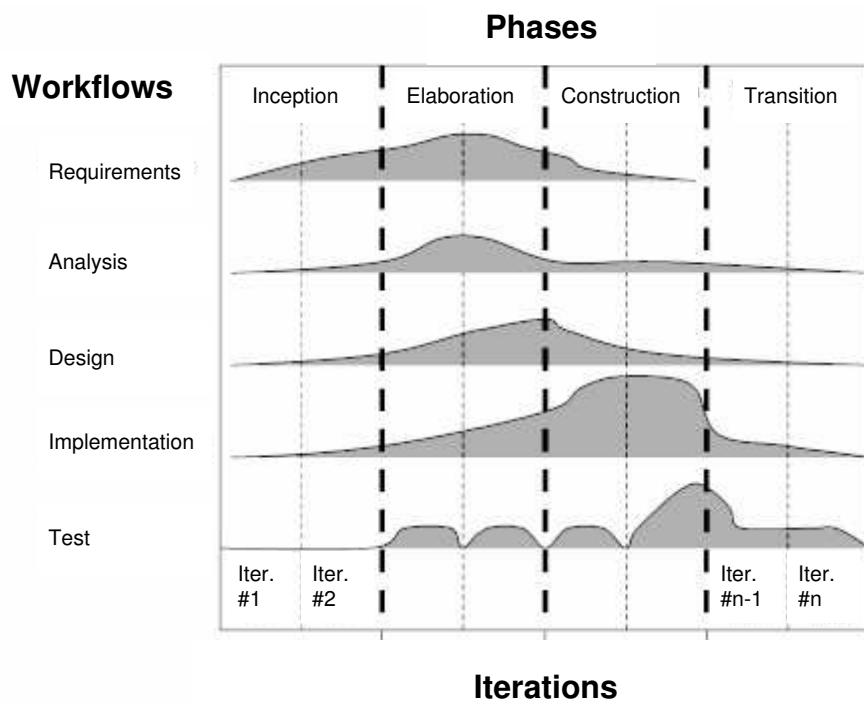 Phases
Workflows
Inception
Elaboration
Construction
Transition
Requirements
Analysis
Design
Implementation
Test
Iter.
#1
Iter.
#2
Iter.
#n-1
Iter.
#n
Iterations